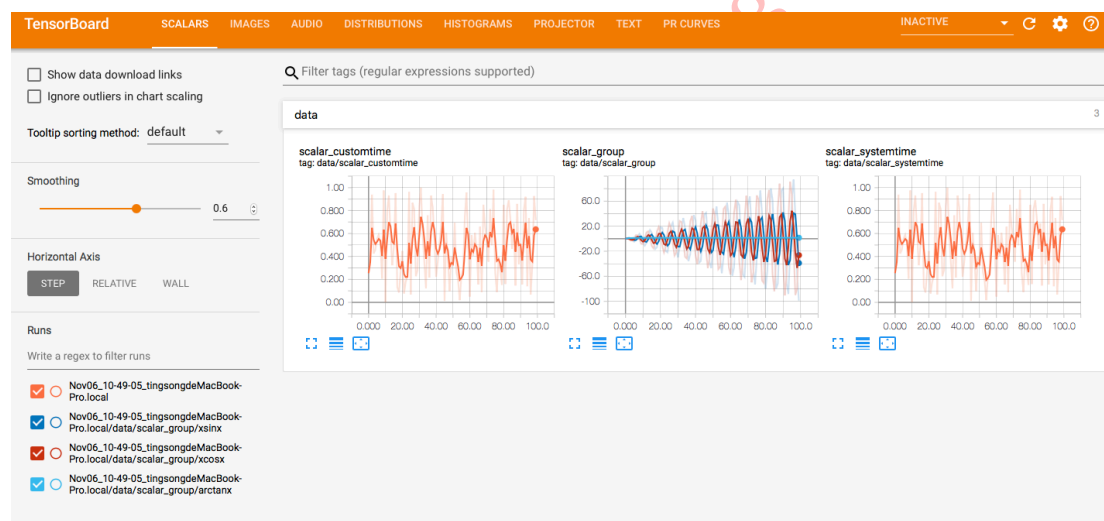 TensorBoard SCALARS IMAGES AUDIO DISTRIBUTIONS HISTOGRAMS PROJECTOR TEXT PR CURVES INACTIVE
Show data download links
Ignore outliers in chart scaling
Tooltip sorting method: default
Smoothing
0.6
Horizontal Axis
STEP RELATIVE WALL
Runs
Write a regex to filter runs
Nov06_10-49-05_tingsongdeMacBook-
Pro.local
Nov06_10-49-05_tingsongdeMacBook-
Pro.local/data/scalar_group/xsinx
Nov06_10-49-05_tingsongdeMacBook-
Pro.local/data/scalar_group/xcosx
Nov06_10-49-05_tingsongdeMacBook-
Pro.local/data/scalar_group/arctanx
Filter tags (regular expressions supported)
data 3
scalar_customtime
tag: data/scalar_customtime
1.00
0.800
0.600
0.400
0.200
0.00
0.000 20.00 40.00 60.00 80.00 100.0
scalar_group
tag: data/scalar_group
60.0
20.0
-20.0
-60.0
-100
0.000 20.00 40.00 60.00 80.00 100.0
scalar_systemtime
tag: data/scalar_systemtime
1.00
0.800
0.600
0.400
0.200
0.00
0.000 20.00 40.00 60.00 80.00 100.0